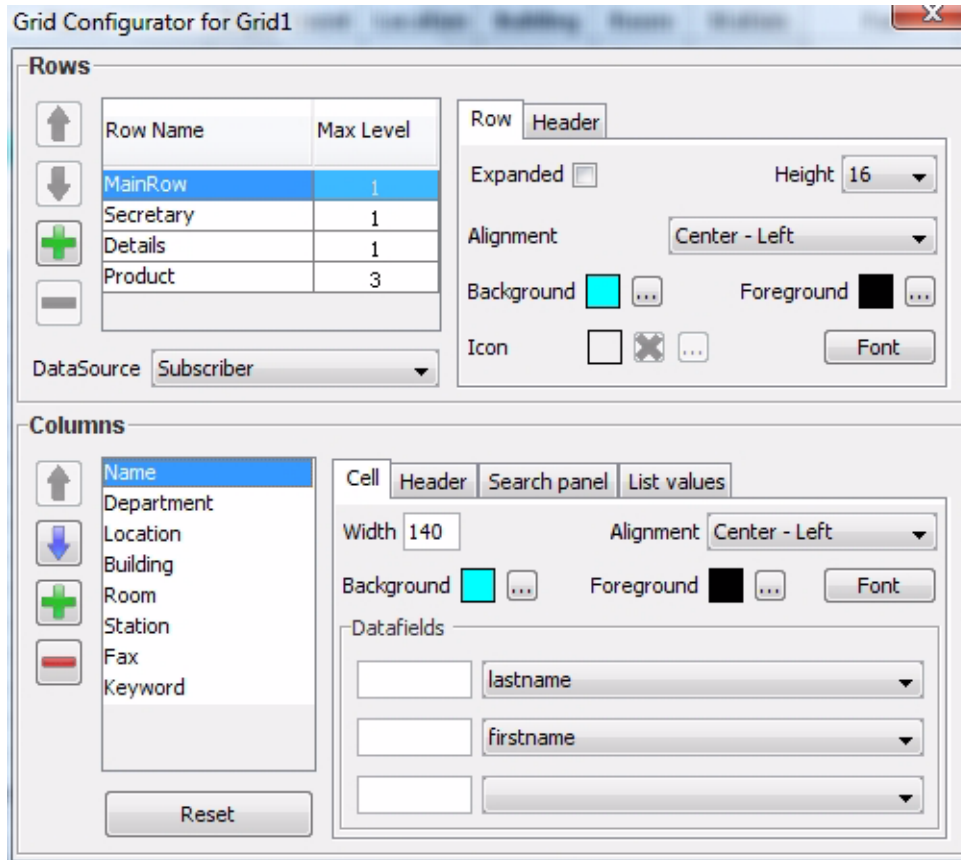 Grid Configurator for Grid1
X
Rows
Row Name Max Level
MainRow 1
Secretary 1
Details 1
Product 3
DataSource Subscriber
Row Header
Expanded Height 16
Alignment Center - Left
Background ... Foreground ...
Icon ... Font
Columns
Name
Department
Location
Building
Room
Station
Fax
Keyword
Reset
Cell Header Search panel List values
Width 140 Alignment Center - Left
Background ... Foreground ... Font
Datafields
lastname
firstname